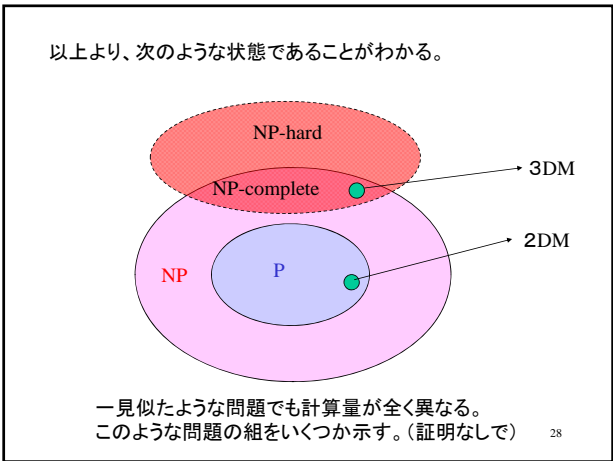 以上より、次のような状態であることがわかる。
NP-hard
3DM
NP-complete
2DM
NP
P
一見似たような問題でも計算量が全く異なる。
このような問題の組をいくつか示す。(証明なしで)
28